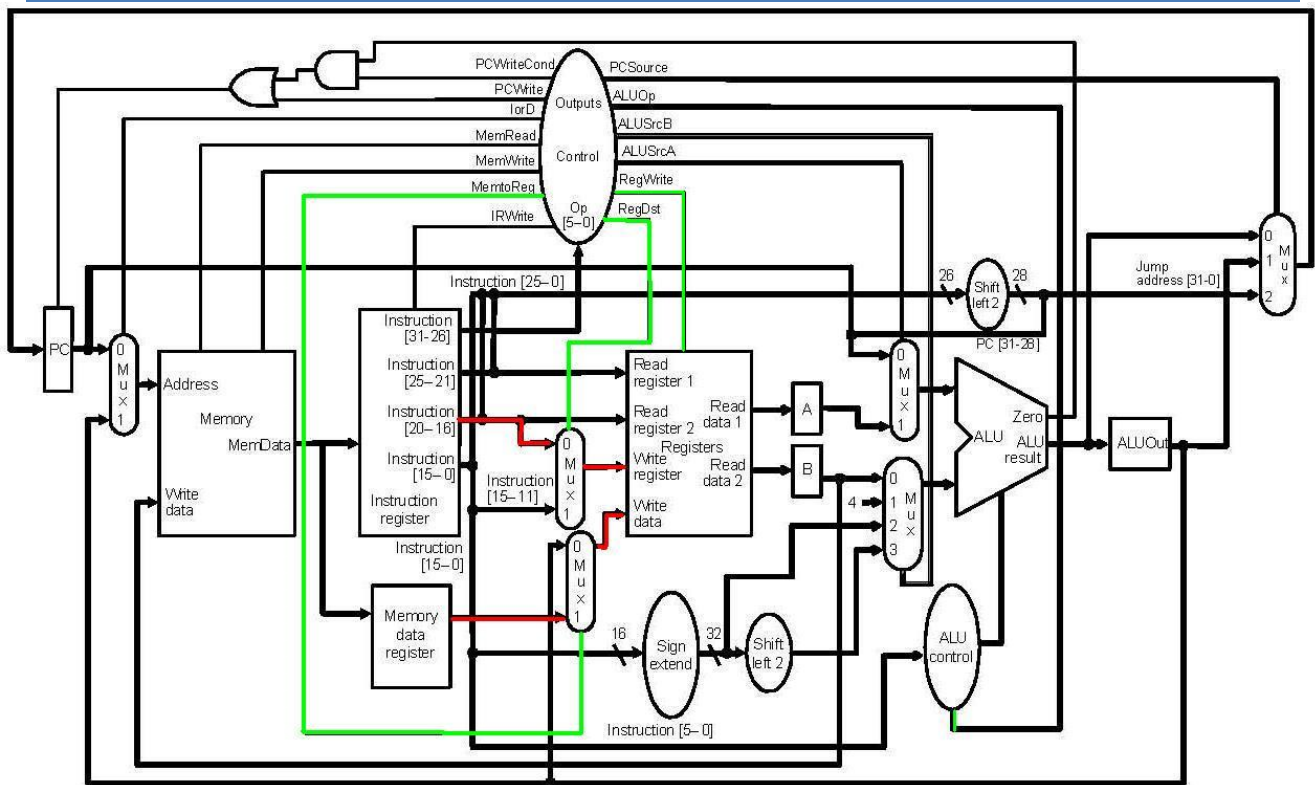 PCWriteCond
PCSource
PCWrite
Outputs
ALUOp
IorD
ALUSrcB
MemRead
ALUSrcA
MemWrite
Control
RegWrite
MemtoReg
Op
[5–0]
RegDst
IRWrite
Instruction [25–0]
26
Shift
left 2
28
Jump
address [31-0]
0
1
2
M
u
x
PC [31-28]
PC
0
M
u
x
1
Address
Memory
MemData
Write
data
Instruction
[31-26]
Instruction
[25–21]
Instruction
[20–16]
Instruction
[15–0]
Instruction
register
Instruction
[15–11]
Instruction
[15–0]
0
M
u
x
1
Read
register 1
Read
register 2
Write
register
Write
data
Registers
Read
data 1
Read
data 2
A
B
0
M
u
x
1
4
0
1
2
3
M
u
x
Zero
ALU
ALU
result
ALUOut
0
M
u
x
1
Memory
data
register
16
Sign
extend
32
Shift
left 2
ALU
control
Instruction [5–0]